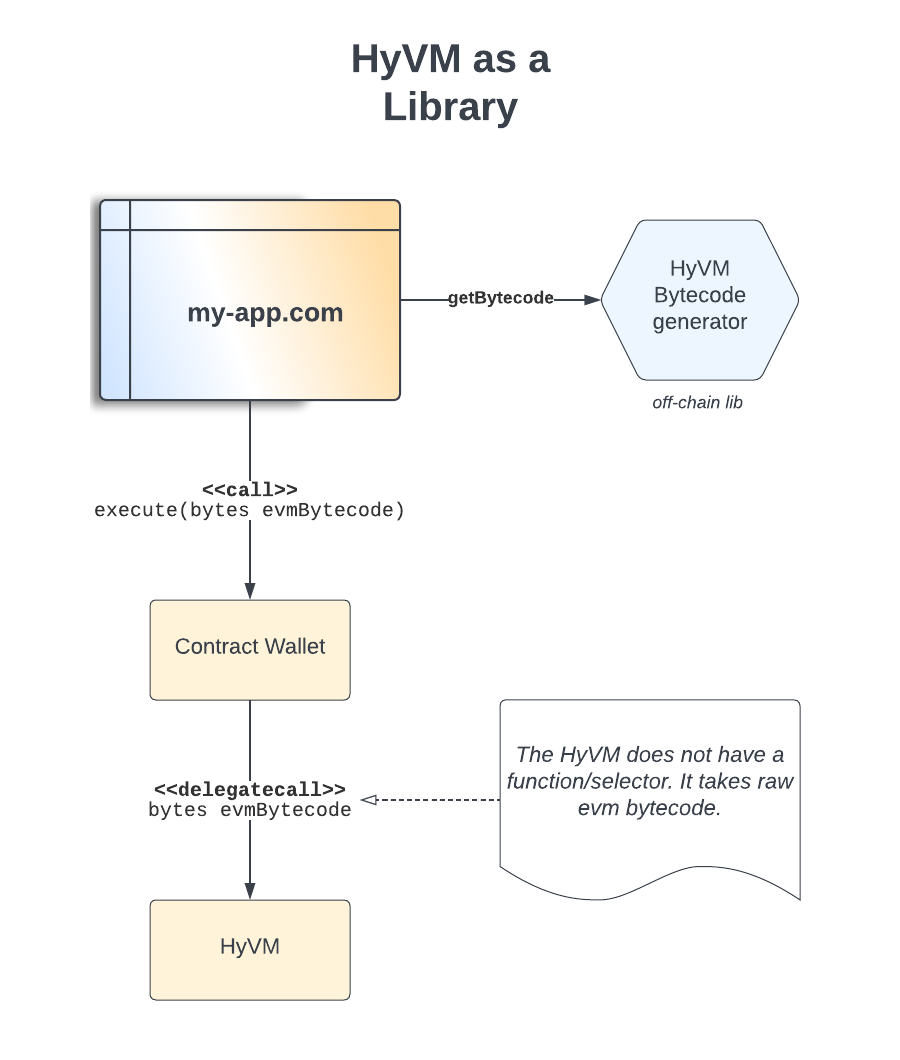 HyVM as a
Library
my-app.com
getBytecode
HyVM
Bytecode
generator
off-chain lib
<<call>>
execute(bytes evmBytecode)
Contract Wallet
<<delegatecall>>
bytes evmBytecode
The HyVM does not have a
function/selector. It takes raw
evm bytecode.
HyVM